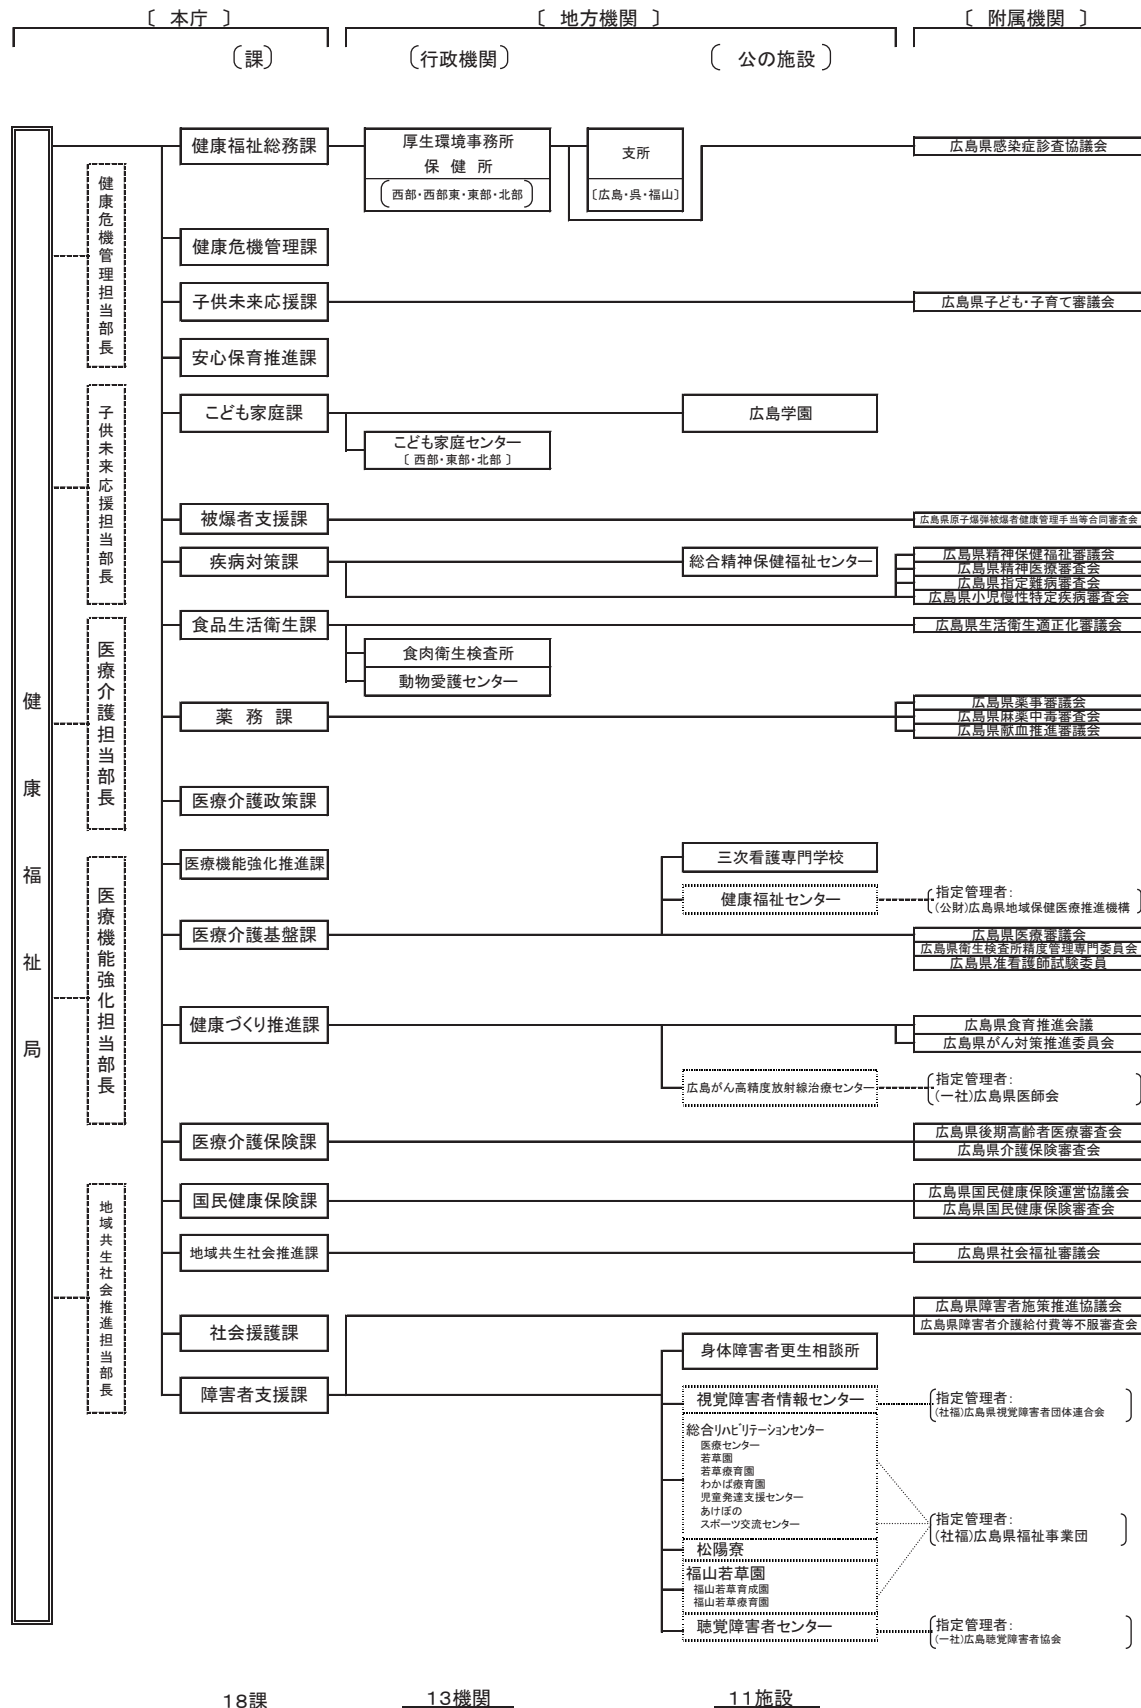 〔 本庁 〕
〔 地方機関 〕
〔 附属機関 〕
〔課〕
〔行政機関〕
〔 公の施設 〕
健康福祉局
健康危機管理担当部長
子供未来応援担当部長
医療介護担当部長
医療機能強化担当部長
地域共生社会推進担当部長
健康福祉総務課
厚生環境事務所
保健所
〔西部・西部東・東部・北部〕
支所
〔広島・呉・福山〕
広島県感染症診査協議会
健康危機管理課
子供未来応援課
広島県子ども・子育て審議会
安心保育推進課
こども家庭課
広島学園
こども家庭センター
〔 西部・東部・北部 〕
被爆者支援課
広島県原子爆弾被爆者健康管理手当等合同審査会
疾病対策課
総合精神保健福祉センター
広島県精神保健福祉審議会
広島県精神医療審査会
広島県指定難病審査会
広島県小児慢性特定疾病審査会
食品生活衛生課
広島県生活衛生適正化審議会
食肉衛生検査所
動物愛護センター
薬務課
広島県薬事審議会
広島県麻薬中毒審査会
広島県献血推進審議会
医療介護政策課
医療機能強化推進課
三次看護専門学校
健康福祉センター
指定管理者:
(公財)広島県地域保健医療推進機構
医療介護基盤課
広島県医療審議会
広島県衛生検査所精度管理専門委員会
広島県准看護師試験委員
健康づくり推進課
広島県食育推進会議
広島県がん対策推進委員会
広島がん高精度放射線治療センター
指定管理者:
(一社)広島県医師会
医療介護保険課
広島県後期高齢者医療審査会
広島県介護保険審査会
国民健康保険課
広島県国民健康保険運営協議会
広島県国民健康保険審査会
地域共生社会推進課
広島県社会福祉審議会
社会援護課
広島県障害者施策推進協議会
広島県障害者介護給付費等不服審査会
障害者支援課
身体障害者更生相談所
視覚障害者情報センター
指定管理者:
(社福)広島県視覚障害者団体連合会
総合リハビリテーションセンター
医療センター
若草園
若草療育園
わかば療育園
児童発達支援センター
あけぼの
スポーツ交流センター
指定管理者:
(社福)広島県福祉事業団
松陽寮
福山若草園
福山若草育成園
福山若草療育園
聴覚障害者センター
指定管理者:
(一社)広島聴覚障害者協会
18課
13機関
11施設